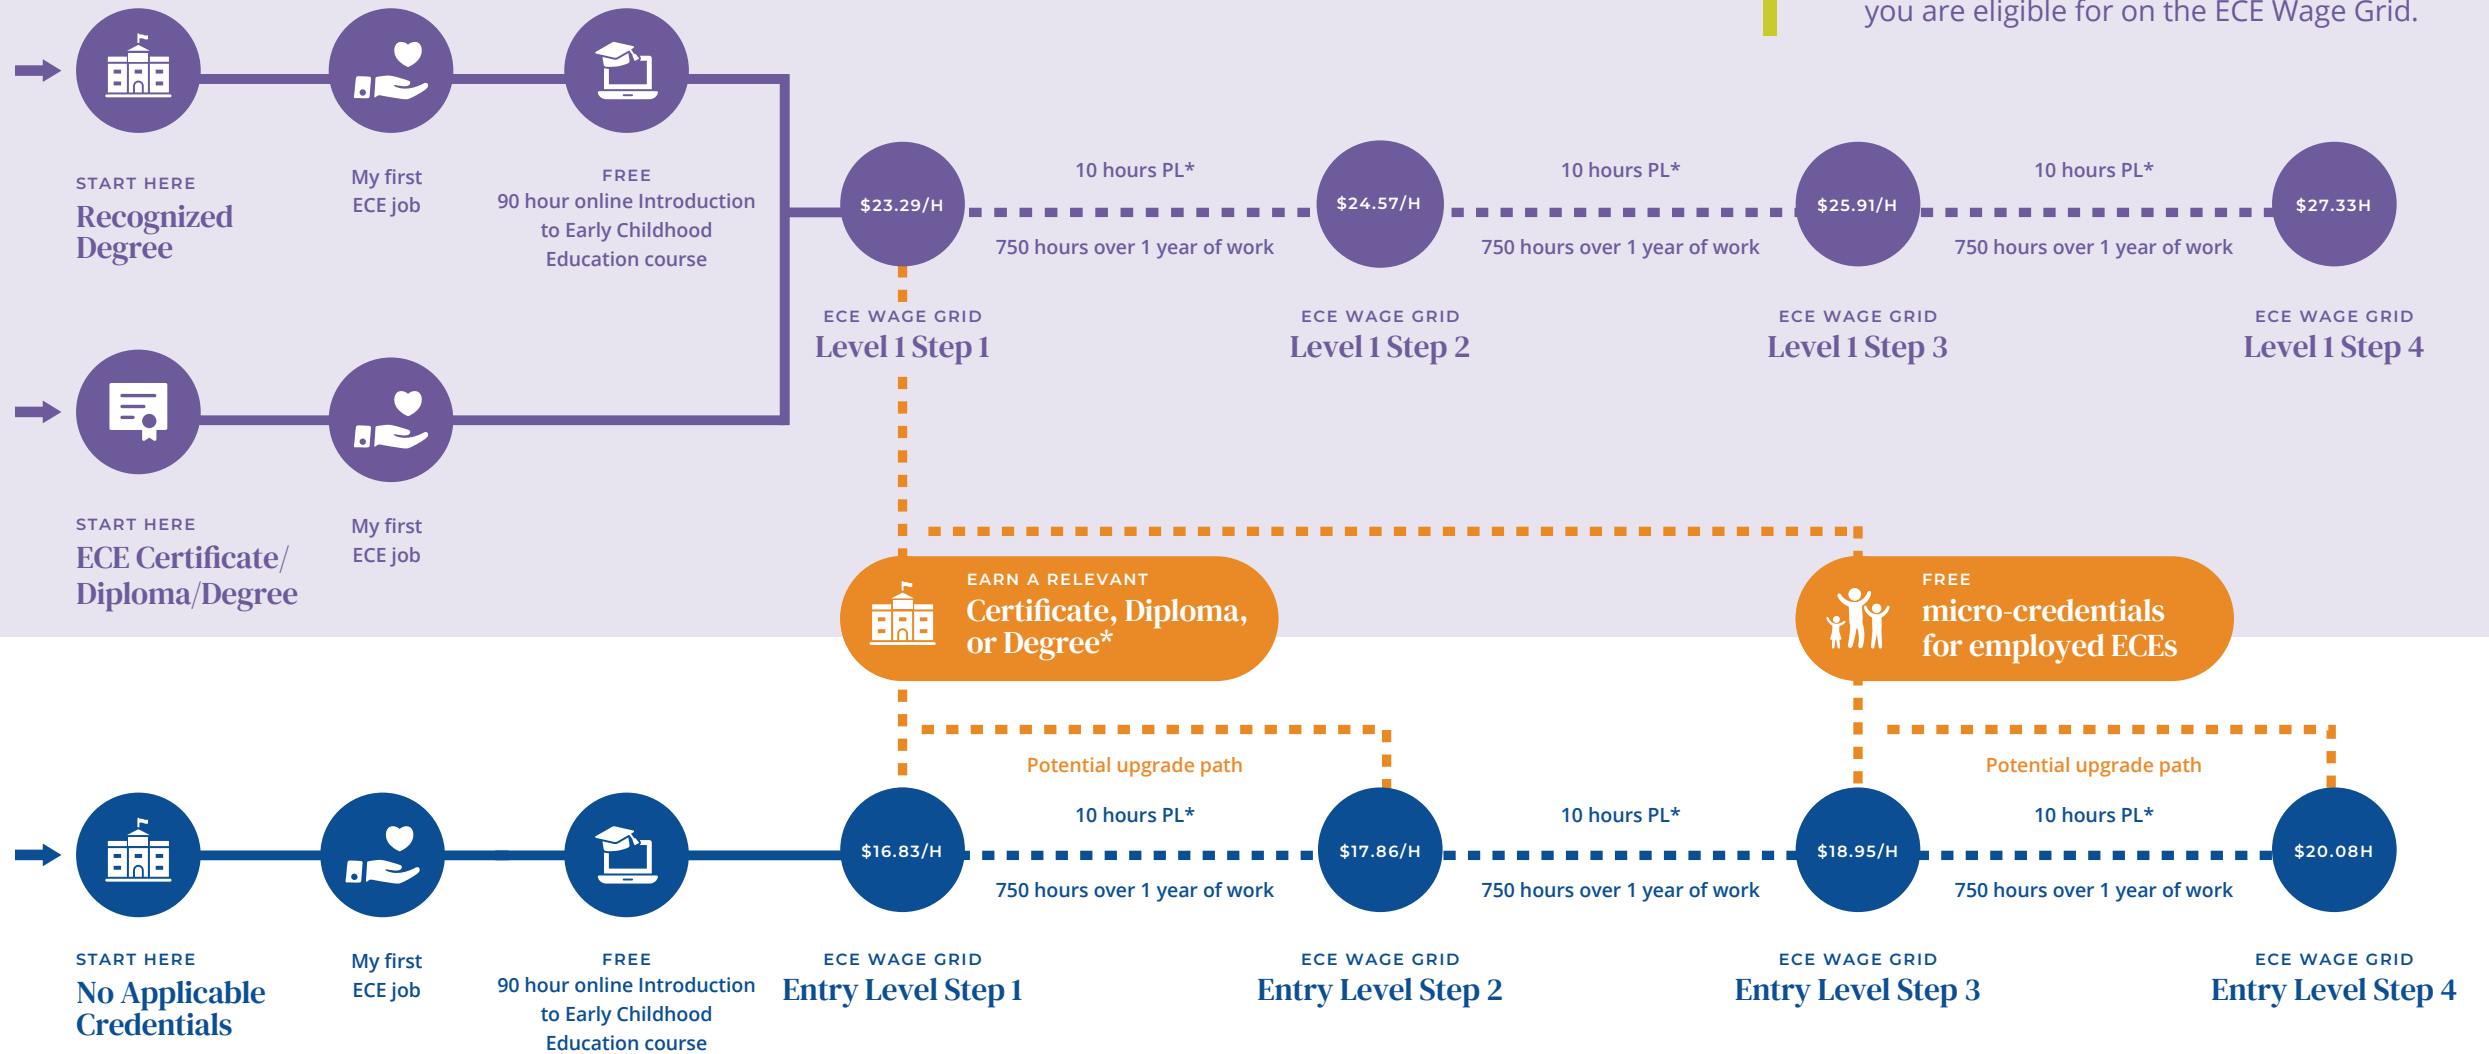 you are eligible for on the ECE Wage Grid.
START HERE
Recognized
Degree
My first
ECE job
FREE
90 hour online Introduction
to Early Childhood
Education course
$23.29/H
10 hours PL*
750 hours over 1 year of work
$24.57/H
10 hours PL*
750 hours over 1 year of work
$25.91/H
10 hours PL*
750 hours over 1 year of work
$27.33H
ECE WAGE GRID
Level 1 Step 1
ECE WAGE GRID
Level 1 Step 2
ECE WAGE GRID
Level 1 Step 3
ECE WAGE GRID
Level 1 Step 4
START HERE
ECE Certificate/
Diploma/Degree
My first
ECE job
EARN A RELEVANT
Certificate, Diploma,
or Degree*
FREE
micro-credentials
for employed ECEs
Potential upgrade path
Potential upgrade path
START HERE
No Applicable
Credentials
My first
ECE job
FREE
90 hour online Introduction
to Early Childhood
Education course
$16.83/H
10 hours PL*
750 hours over 1 year of work
$17.86/H
10 hours PL*
750 hours over 1 year of work
$18.95/H
10 hours PL*
750 hours over 1 year of work
$20.08H
ECE WAGE GRID
Entry Level Step 1
ECE WAGE GRID
Entry Level Step 2
ECE WAGE GRID
Entry Level Step 3
ECE WAGE GRID
Entry Level Step 4